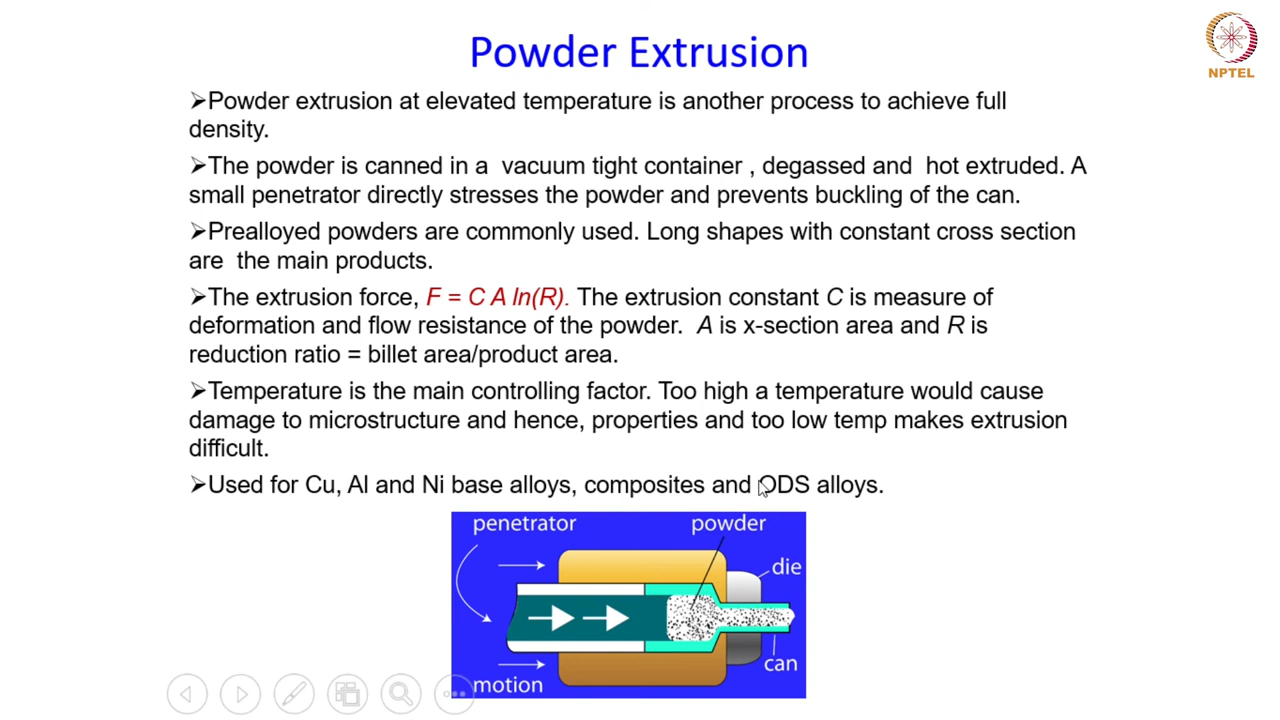 Powder Extrusion
NPTEL
➢Powder extrusion at elevated temperature is another process to achieve full
density.
➢The powder is canned in a vacuum tight container , degassed and hot extruded. A
small penetrator directly stresses the powder and prevents buckling of the can.
➢Prealloyed powders are commonly used. Long shapes with constant cross section
are the main products.
➢The extrusion force, F = C A ln(R). The extrusion constant C is measure of
deformation and flow resistance of the powder. A is x-section area and R is
reduction ratio = billet area/product area.
➢Temperature is the main controlling factor. Too high a temperature would cause
damage to microstructure and hence, properties and too low temp makes extrusion
difficult.
➢Used for Cu, Al and Ni base alloys, composites and ODS alloys.
penetrator
powder
die
can
motion